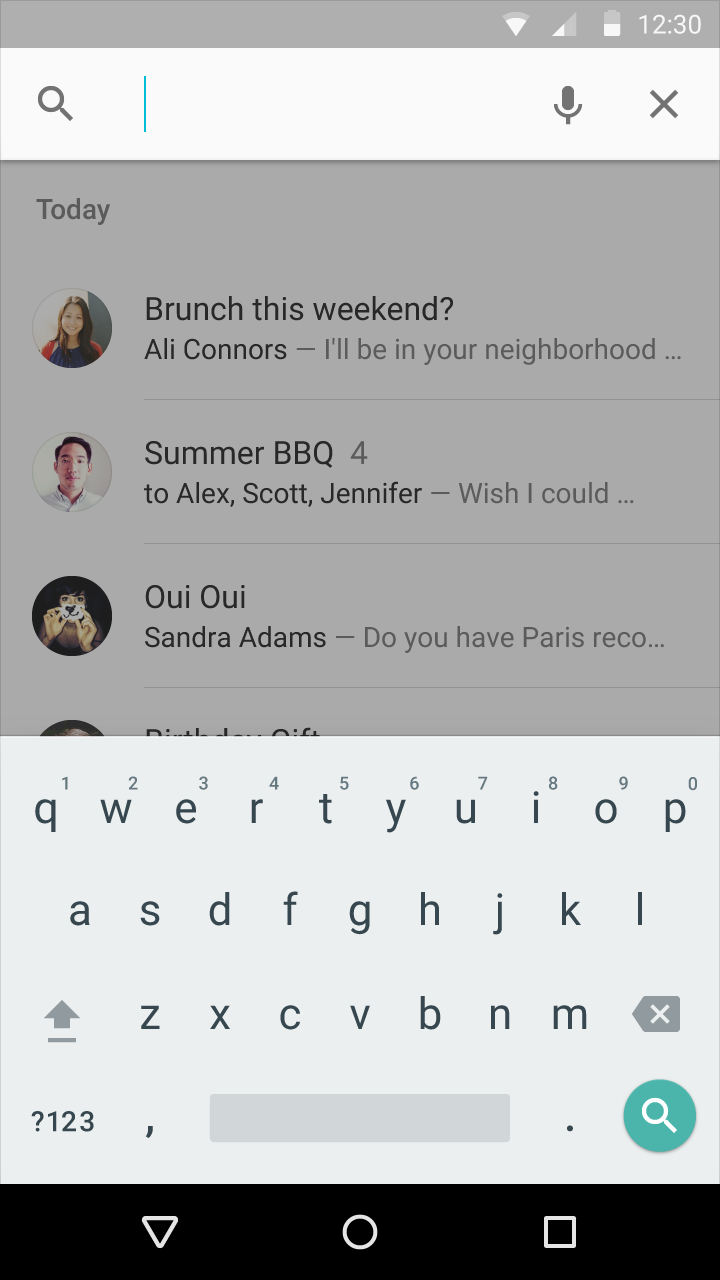 12:30
Today
Brunch this weekend?
Ali Connors — I'll be in your neighborhood ...
Summer BBQ 4
to Alex, Scott, Jennifer — Wish I could ...
Oui Oui
Sandra Adams — Do you have Paris reco...
Birthday Gift
1 2 3 4 5 6 7 8 9 0
q w e r t y u i o p
a s d f g h j k l
z x c v b n m
?123 , .